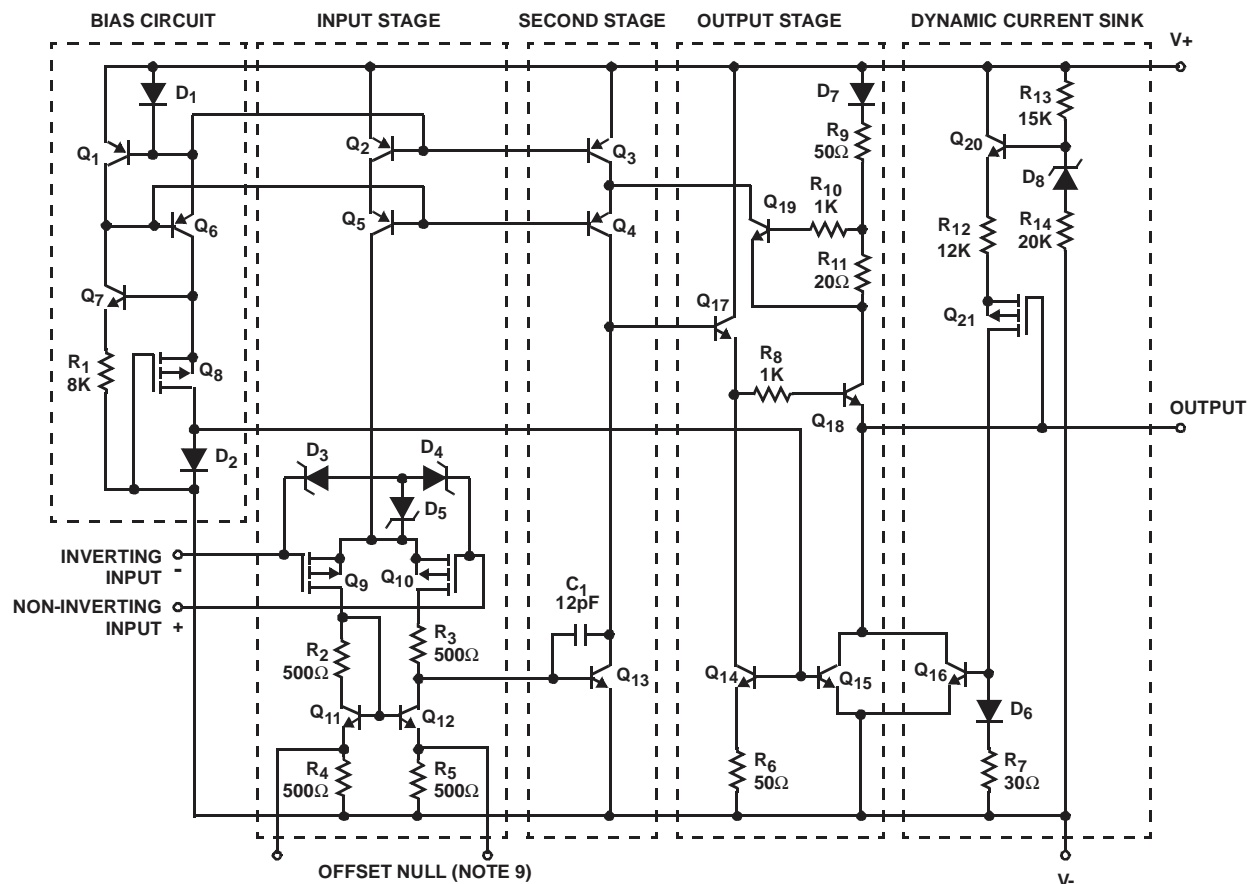 BIAS CIRCUIT
INPUT STAGE
SECOND STAGE
OUTPUT STAGE
DYNAMIC CURRENT SINK
V+
D1
D7
R13
15K
Q1
Q2
Q3
R9
50Ω
Q20
D8
Q6
Q5
Q4
Q19
R10
1K
R12
12K
R14
20K
R11
20Ω
Q7
Q17
Q21
R1
8K
Q8
R8
1K
Q18
OUTPUT
D2
D3
D4
D5
INVERTING
INPUT -
Q9
Q10
NON-INVERTING
INPUT +
C1
12pF
R2
500Ω
R3
500Ω
Q13
Q14
Q15
Q16
Q11
Q12
D6
R4
500Ω
R5
500Ω
R6
50Ω
R7
30Ω
OFFSET NULL (NOTE 9)
V-